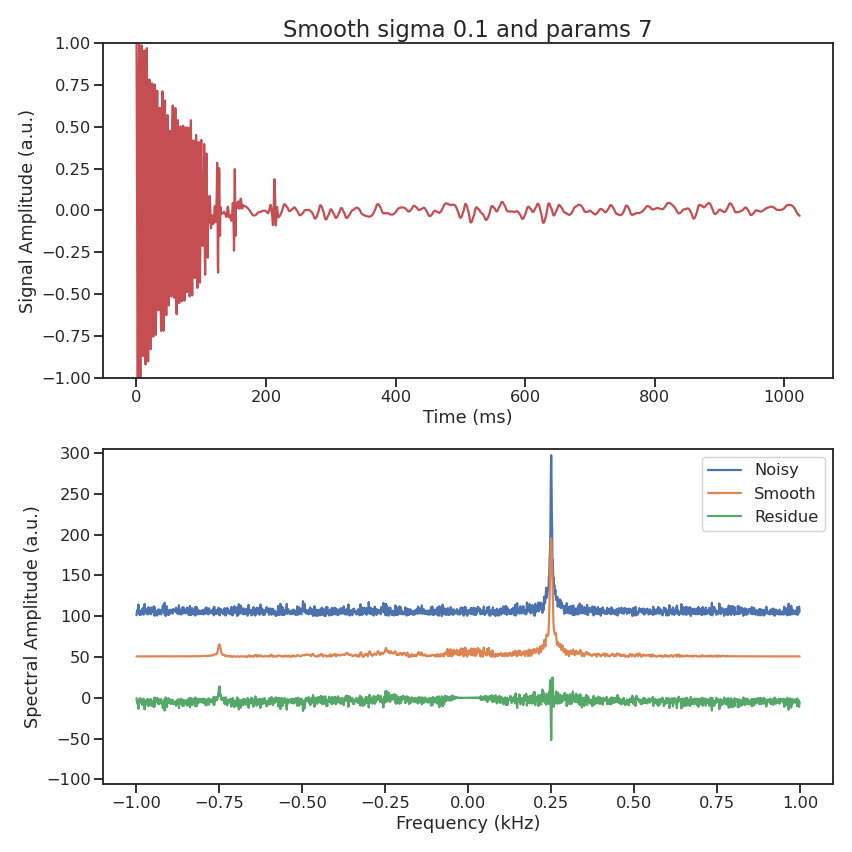 Smooth sigma 0.1 and params 7
1.00
0.75
0.50
0.25
0.00
−0.25
−0.50
−0.75
−1.00
Signal Amplitude (a.u.)
0 200 400 600 800 1000
Time (ms)
300
250
200
150
100
50
0
−50
−100
Spectral Amplitude (a.u.)
Noisy
Smooth
Residue
−1.00 −0.75 −0.50 −0.25 0.00 0.25 0.50 0.75 1.00
Frequency (kHz)